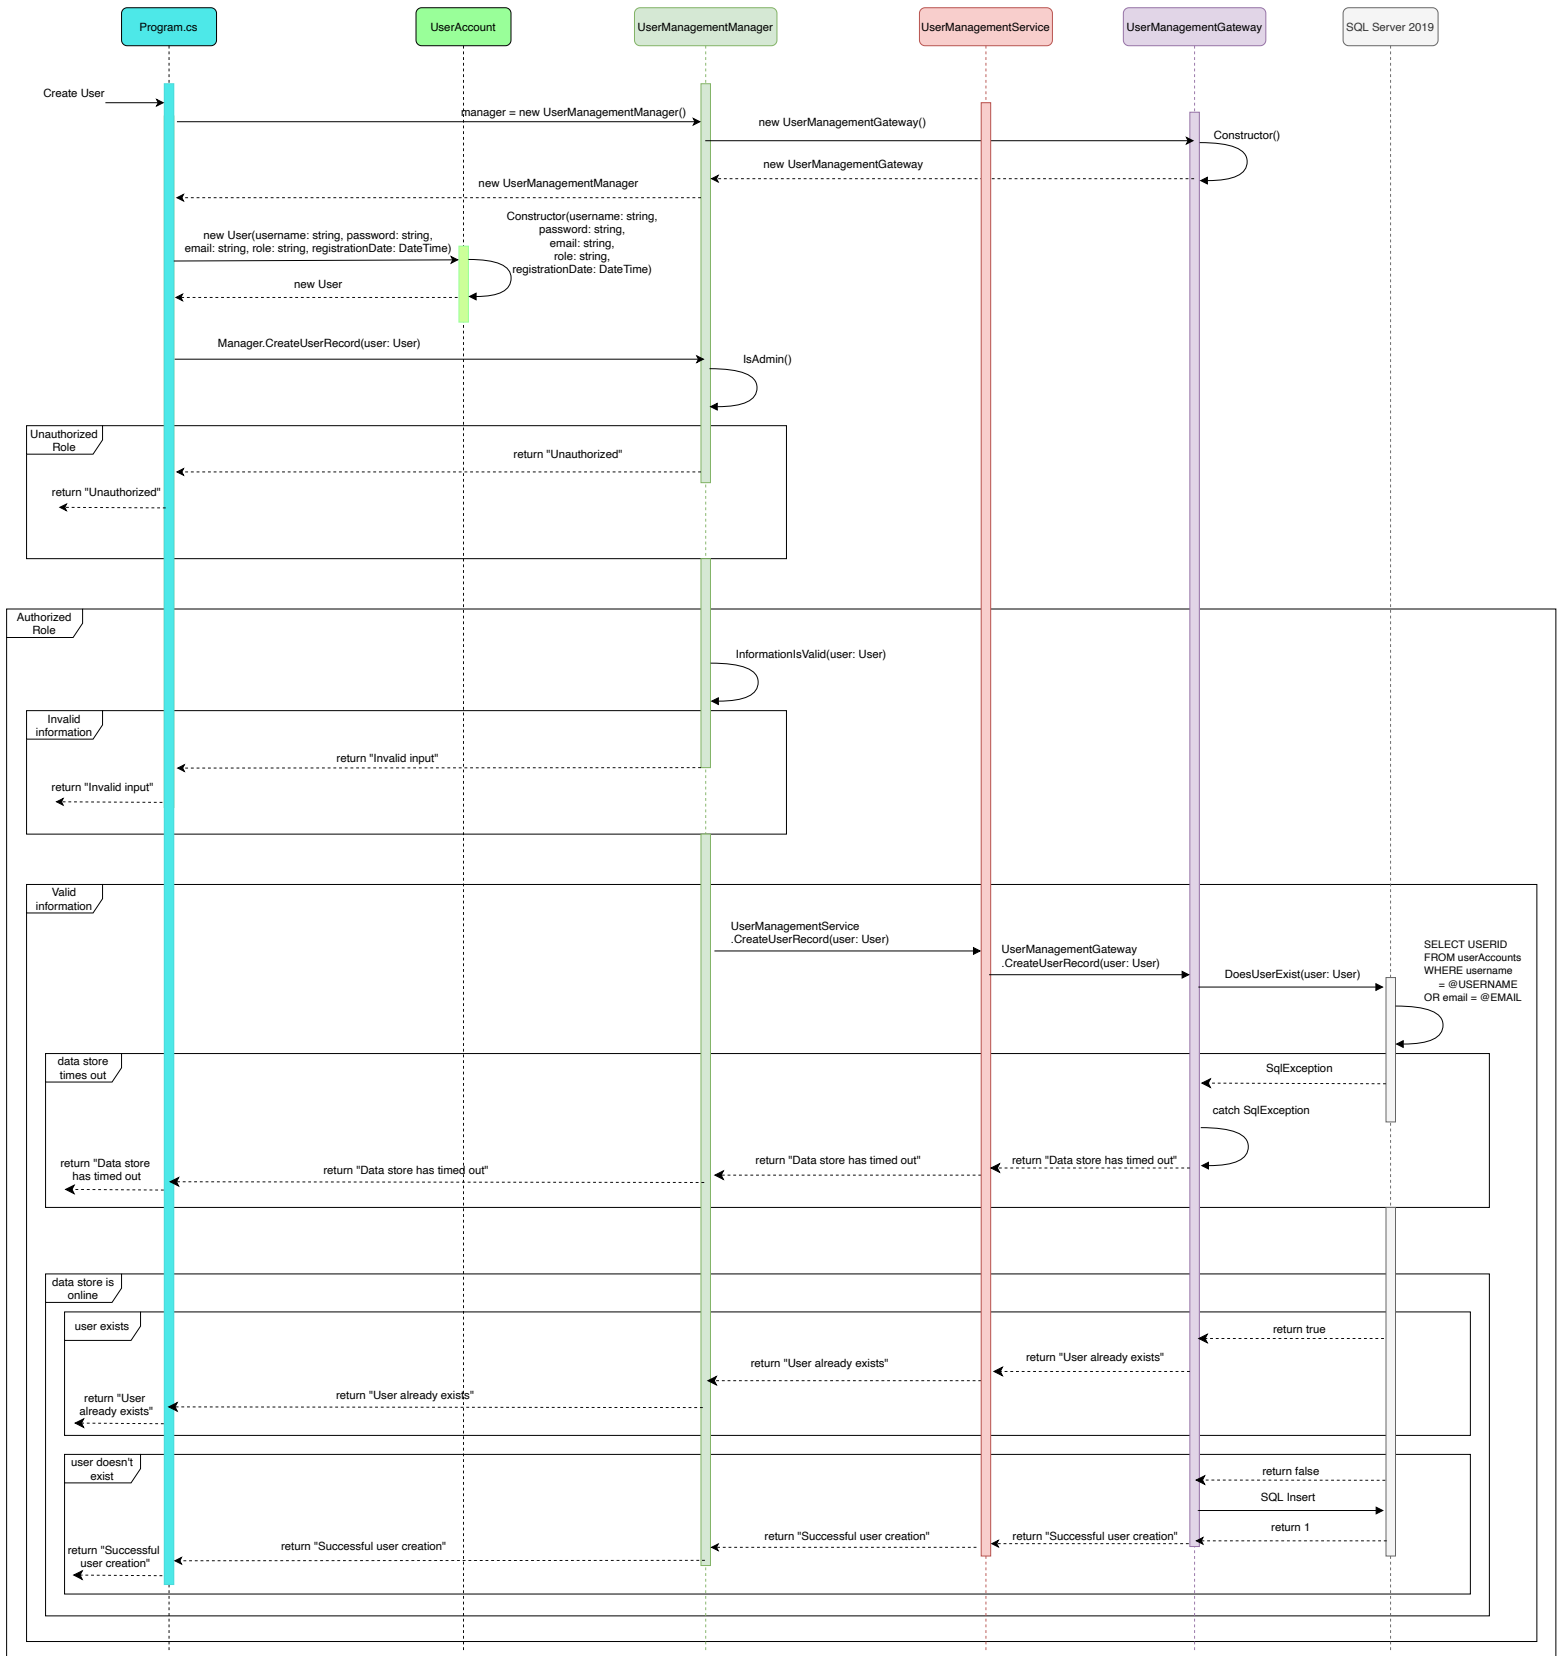 Program.cs
UserAccount
UserManagementManager
UserManagementService
UserManagementGateway
SQL Server 2019
Create User
manager = new UserManagementManager()
new UserManagementGateway()
Constructor()
new UserManagementGateway
new UserManagementManager
Constructor(username: string,
password: string,
email: string,
role: string,
registrationDate: DateTime)
new User(username: string, password: string,
email: string, role: string, registrationDate: DateTime)
new User
Manager.CreateUserRecord(user: User)
IsAdmin()
Unauthorized
Role
return "Unauthorized"
return "Unauthorized"
Authorized
Role
InformationIsValid(user: User)
Invalid
information
return "Invalid input"
return "Invalid input"
Valid
information
UserManagementService
.CreateUserRecord(user: User)
UserManagementGateway
.CreateUserRecord(user: User)
DoesUserExist(user: User)
SELECT USERID
FROM userAccounts
WHERE username
= @USERNAME
OR email = @EMAIL
data store
times out
SqlException
catch SqlException
return "Data store has timed out"
return "Data store has timed out"
return "Data store has timed out"
return "Data store
has timed out
data store is
online
user exists
return true
return "User already exists"
return "User already exists"
return "User already exists"
return "User
already exists"
user doesn't
exist
return false
SQL Insert
return 1
return "Successful user creation"
return "Successful user creation"
return "Successful user creation"
return "Successful
user creation"